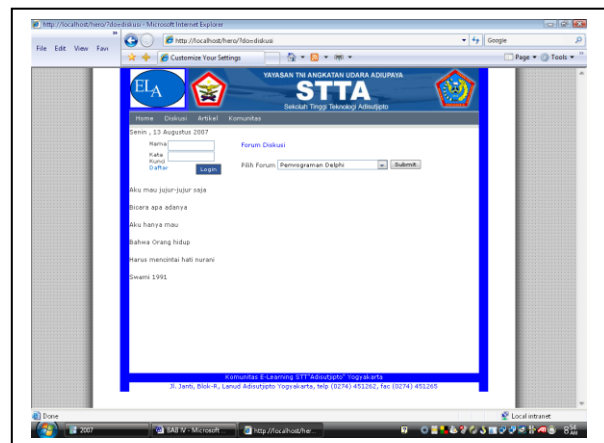 http://localhost/hero/?do=diskusi - Microsoft Internet Explorer
File Edit View Favi
http://localhost/hero/?do=diskusi
Google
Customize Your Settings
Page
Tools
ELA
YAYASAN TNI ANGKATAN UDARA ADIUPAYA
STTA
Sekolah Tinggi Teknologi Adisutjipto
Home Diskusi Artikel Komunitas
Senin , 13 Augustus 2007
Nama
Forum Diskusi
Kata
Kunci
Daftar
Login
Pilih Forum
Pemrograman Delphi
Submit
Aku mau jujur-jujur saja
Bicara apa adanya
Aku hanya mau
Bahwa Orang hidup
Harus mencintai hati nurani
Swami 1991
Komunitas E-Learning STT"Adisutjipto" Yogyakarta
Jl. Janti, Blok-R, Lanud Adisutjipto Yogyakarta, telp (0274) 451262, fac (0274) 451265
Done
Local intranet
2007
BAB IV - Microsoft ...
http://localhost/her...